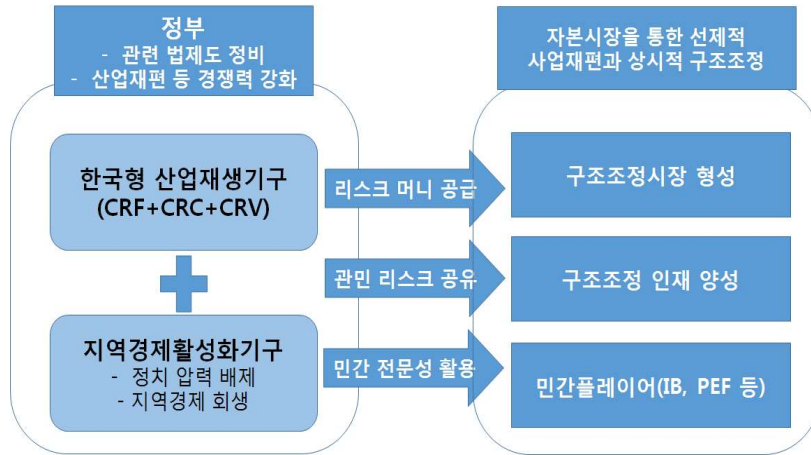 정부
- 관련 법제도 정비
- 산업재편 등 경쟁력 강화
한국형 산업재생기구
(CRF+CRC+CRV)
지역경제활성화기구
- 정치 압력 배제
- 지역경제 회생
리스크 머니 공급
관민 리스크 공유
민간 전문성 활용
자본시장을 통한 선제적
사업재편과 상시적 구조조정
구조조정시장 형성
구조조정 인재 양성
민간플레이어(IB, PEF 등)